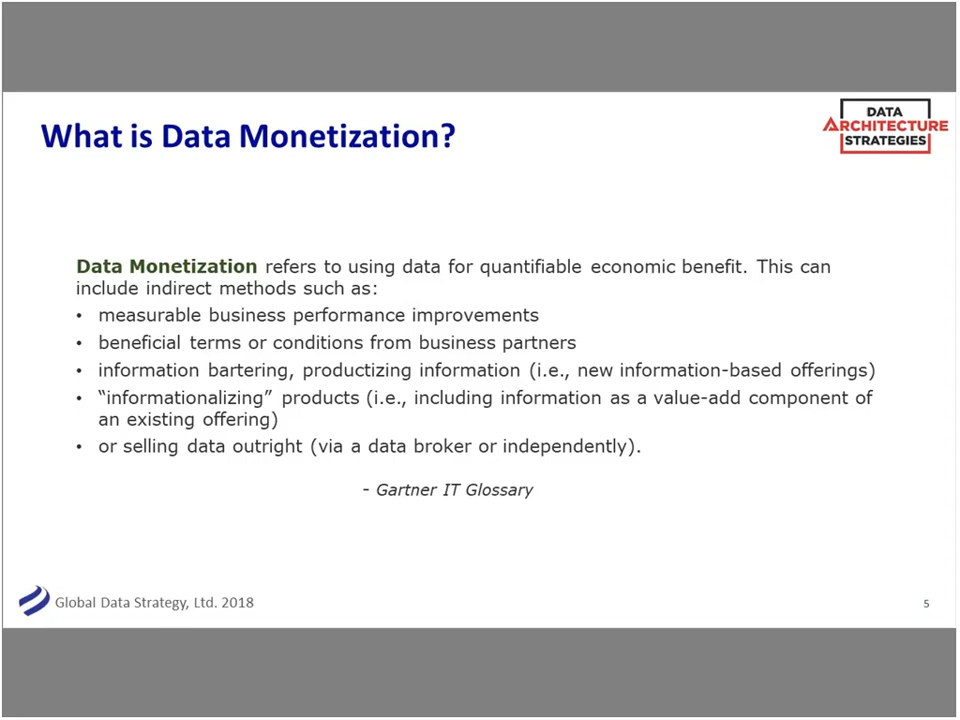 What is Data Monetization?
DATA
ARCHITECTURE
STRATEGIES
Data Monetization refers to using data for quantifiable economic benefit. This can
include indirect methods such as:
• measurable business performance improvements
• beneficial terms or conditions from business partners
• information bartering, productizing information (i.e., new information-based offerings)
• “informationalizing” products (i.e., including information as a value-add component of
an existing offering)
• or selling data outright (via a data broker or independently).
- Gartner IT Glossary
Global Data Strategy, Ltd. 2018
5